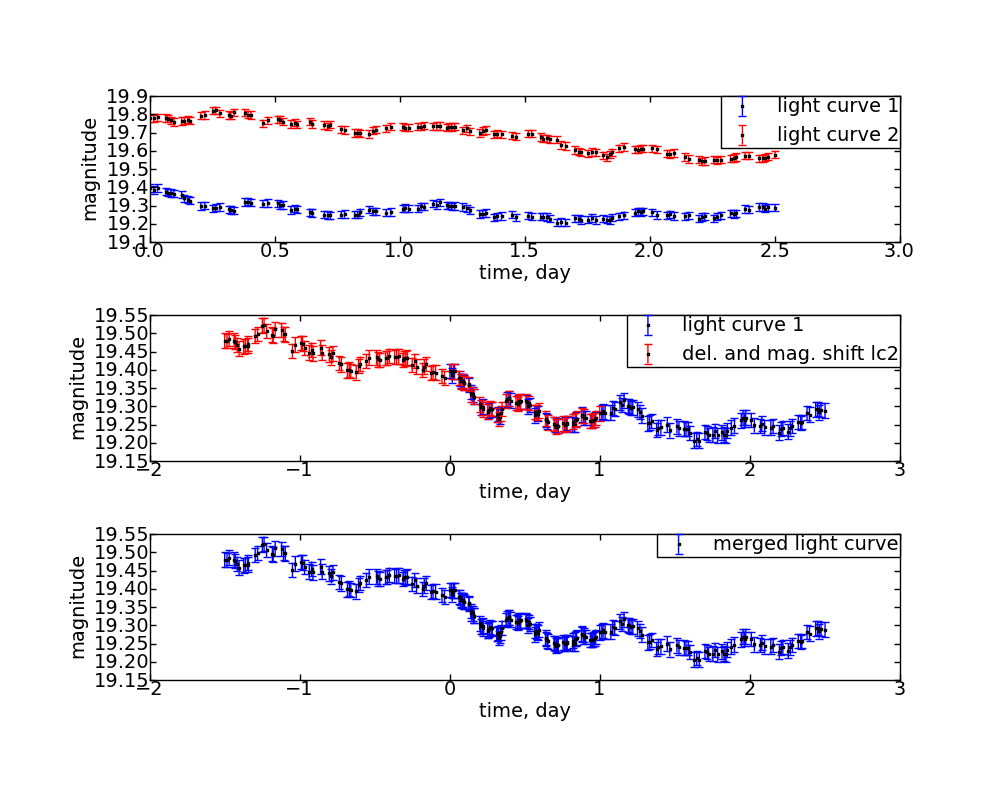 19.9
19.8
19.7
19.6
19.5
19.4
19.3
19.2
19.1
magnitude
light curve 1
light curve 2
0.0 0.5 1.0 1.5 2.0 2.5 3.0
time, day
19.55
19.50
19.45
19.40
19.35
19.30
19.25
19.20
19.15
magnitude
light curve 1
del. and mag. shift lc2
−2 −1 0 1 2 3
time, day
19.55
19.50
19.45
19.40
19.35
19.30
19.25
19.20
19.15
magnitude
merged light curve
−2 −1 0 1 2 3
time, day